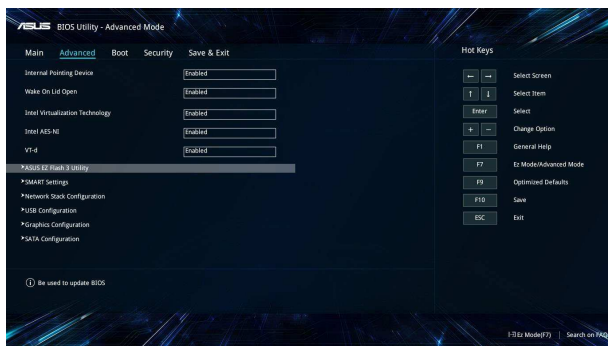 ASUS BIOS Utility - Advanced Mode
Main Advanced Boot Security Save & Exit
Internal Pointing Device Enabled
Wake On Lid Open Enabled
Intel Virtualization Technology Enabled
Intel AES-NI Enabled
VT-d Enabled
ASUS EZ Flash 3 Utility
SMART Settings
Network Stack Configuration
USB Configuration
Graphics Configuration
SATA Configuration
Be used to update BIOS
Hot Keys
← → Select Screen
↑ ↓ Select Item
Enter Select
+ − Change Option
F1 General Help
F7 Ez Mode/Advanced Mode
F9 Optimized Defaults
F10 Save
ESC Exit
Ez Mode(F7) | Search on FAQ